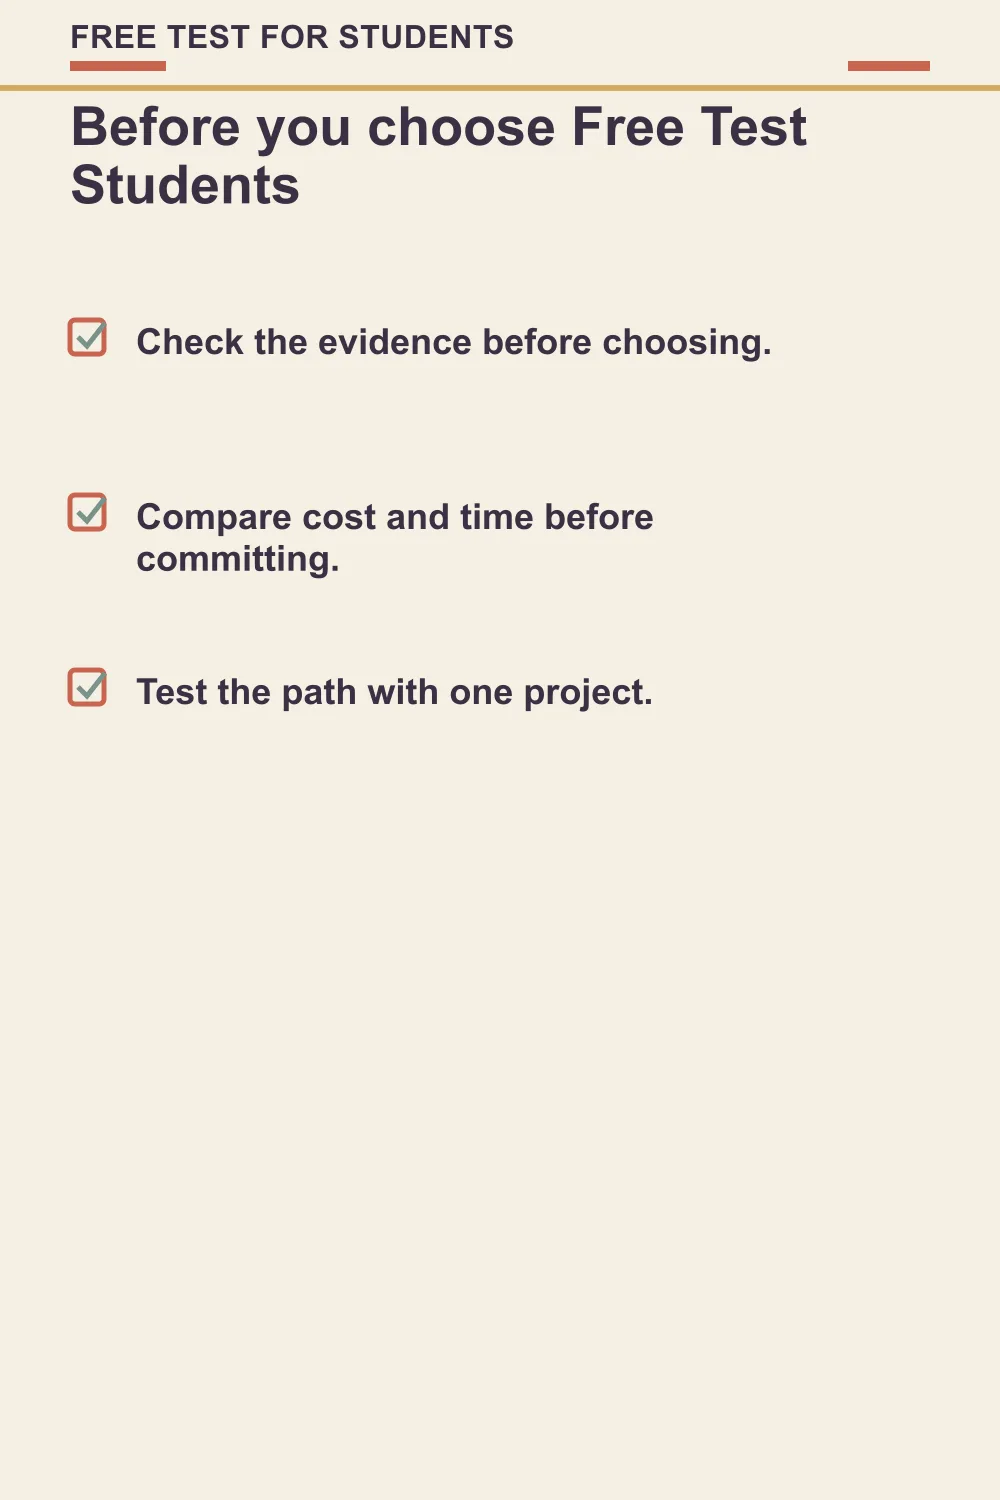 FREE TEST FOR STUDENTS
Before you choose Free Test
Students
Check the evidence before choosing.
Compare cost and time before
committing.
Test the path with one project.